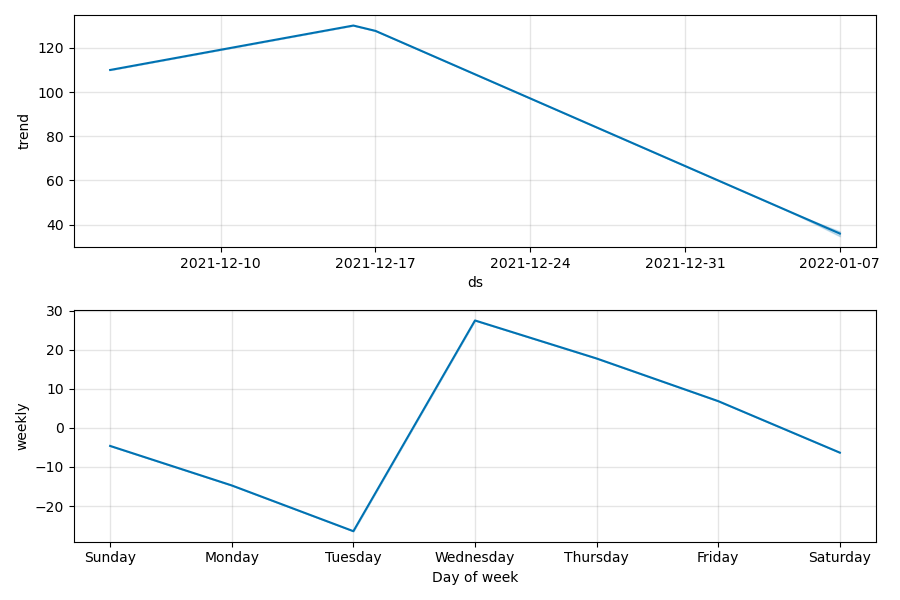 120
100
80
60
40
trend
2021-12-10 2021-12-17 2021-12-24 2021-12-31 2022-01-07
ds
30
20
10
0
−10
−20
weekly
Sunday Monday Tuesday Wednesday Thursday Friday Saturday
Day of week